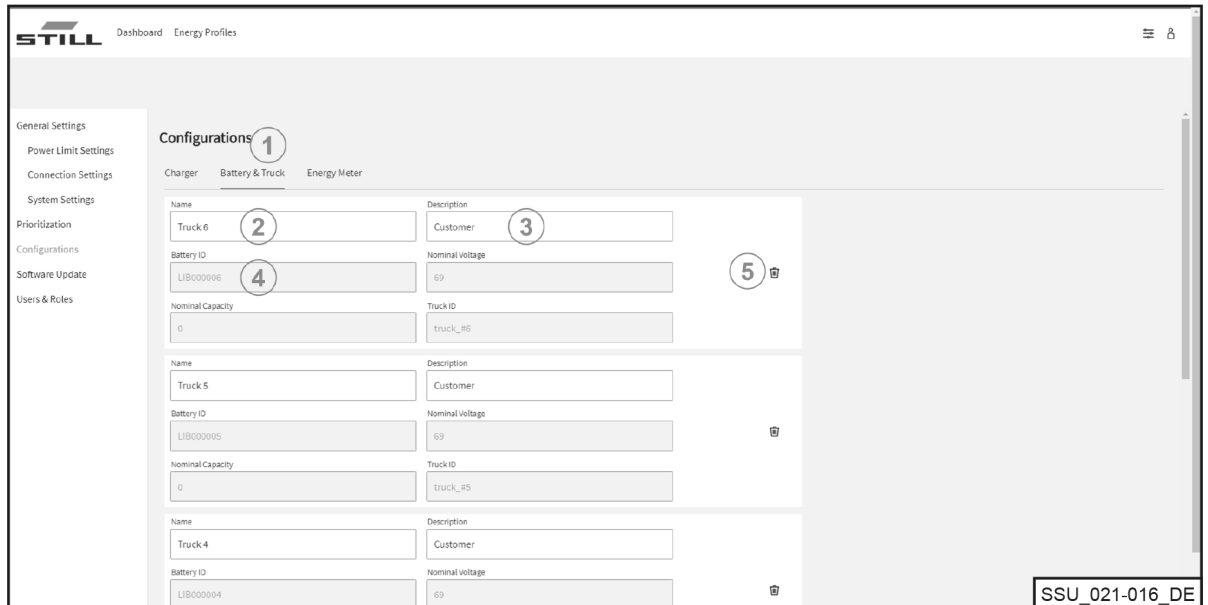 STILL Dashboard Energy Profiles
General Settings
Power Limit Settings
Connection Settings
System Settings
Prioritization
Configurations
Software Update
Users & Roles
Configurations 1
Charger Battery & Truck Energy Meter
Name Description
Truck 6 2 Customer 3
Battery ID Nominal Voltage
LIB000006 4 69 5
Nominal Capacity Truck ID
0 truck_#6
Name Description
Truck 5 Customer
Battery ID Nominal Voltage
LIB000005 69
Nominal Capacity Truck ID
0 truck_#5
Name Description
Truck 4 Customer
Battery ID Nominal Voltage
LIB000004 69
SSU_021-016_DE